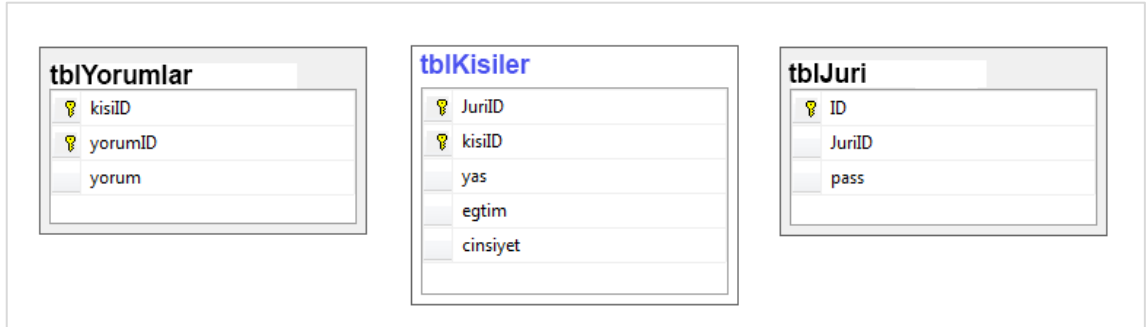 tblYorumlar
kisiID
yorumID
yorum
tblKisiler
JuriID
kisiID
yas
egtim
cinsiyet
tblJuri
ID
JuriID
pass